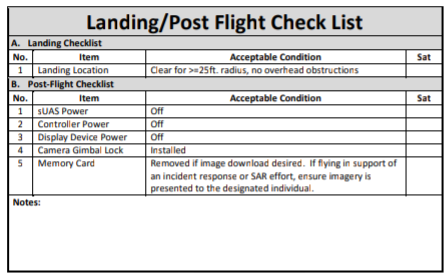 Landing/Post Flight Check List
A. Landing Checklist
No. Item Acceptable Condition Sat
1 Landing Location Clear for >=25ft. radius, no overhead obstructions
B. Post-Flight Checklist
No. Item Acceptable Condition Sat
1 sUAS Power Off
2 Controller Power Off
3 Display Device Power Off
4 Camera Gimbal Lock Installed
5 Memory Card Removed if image download desired. If flying in support of
an incident response or SAR effort, ensure imagery is
presented to the designated individual.
Notes: